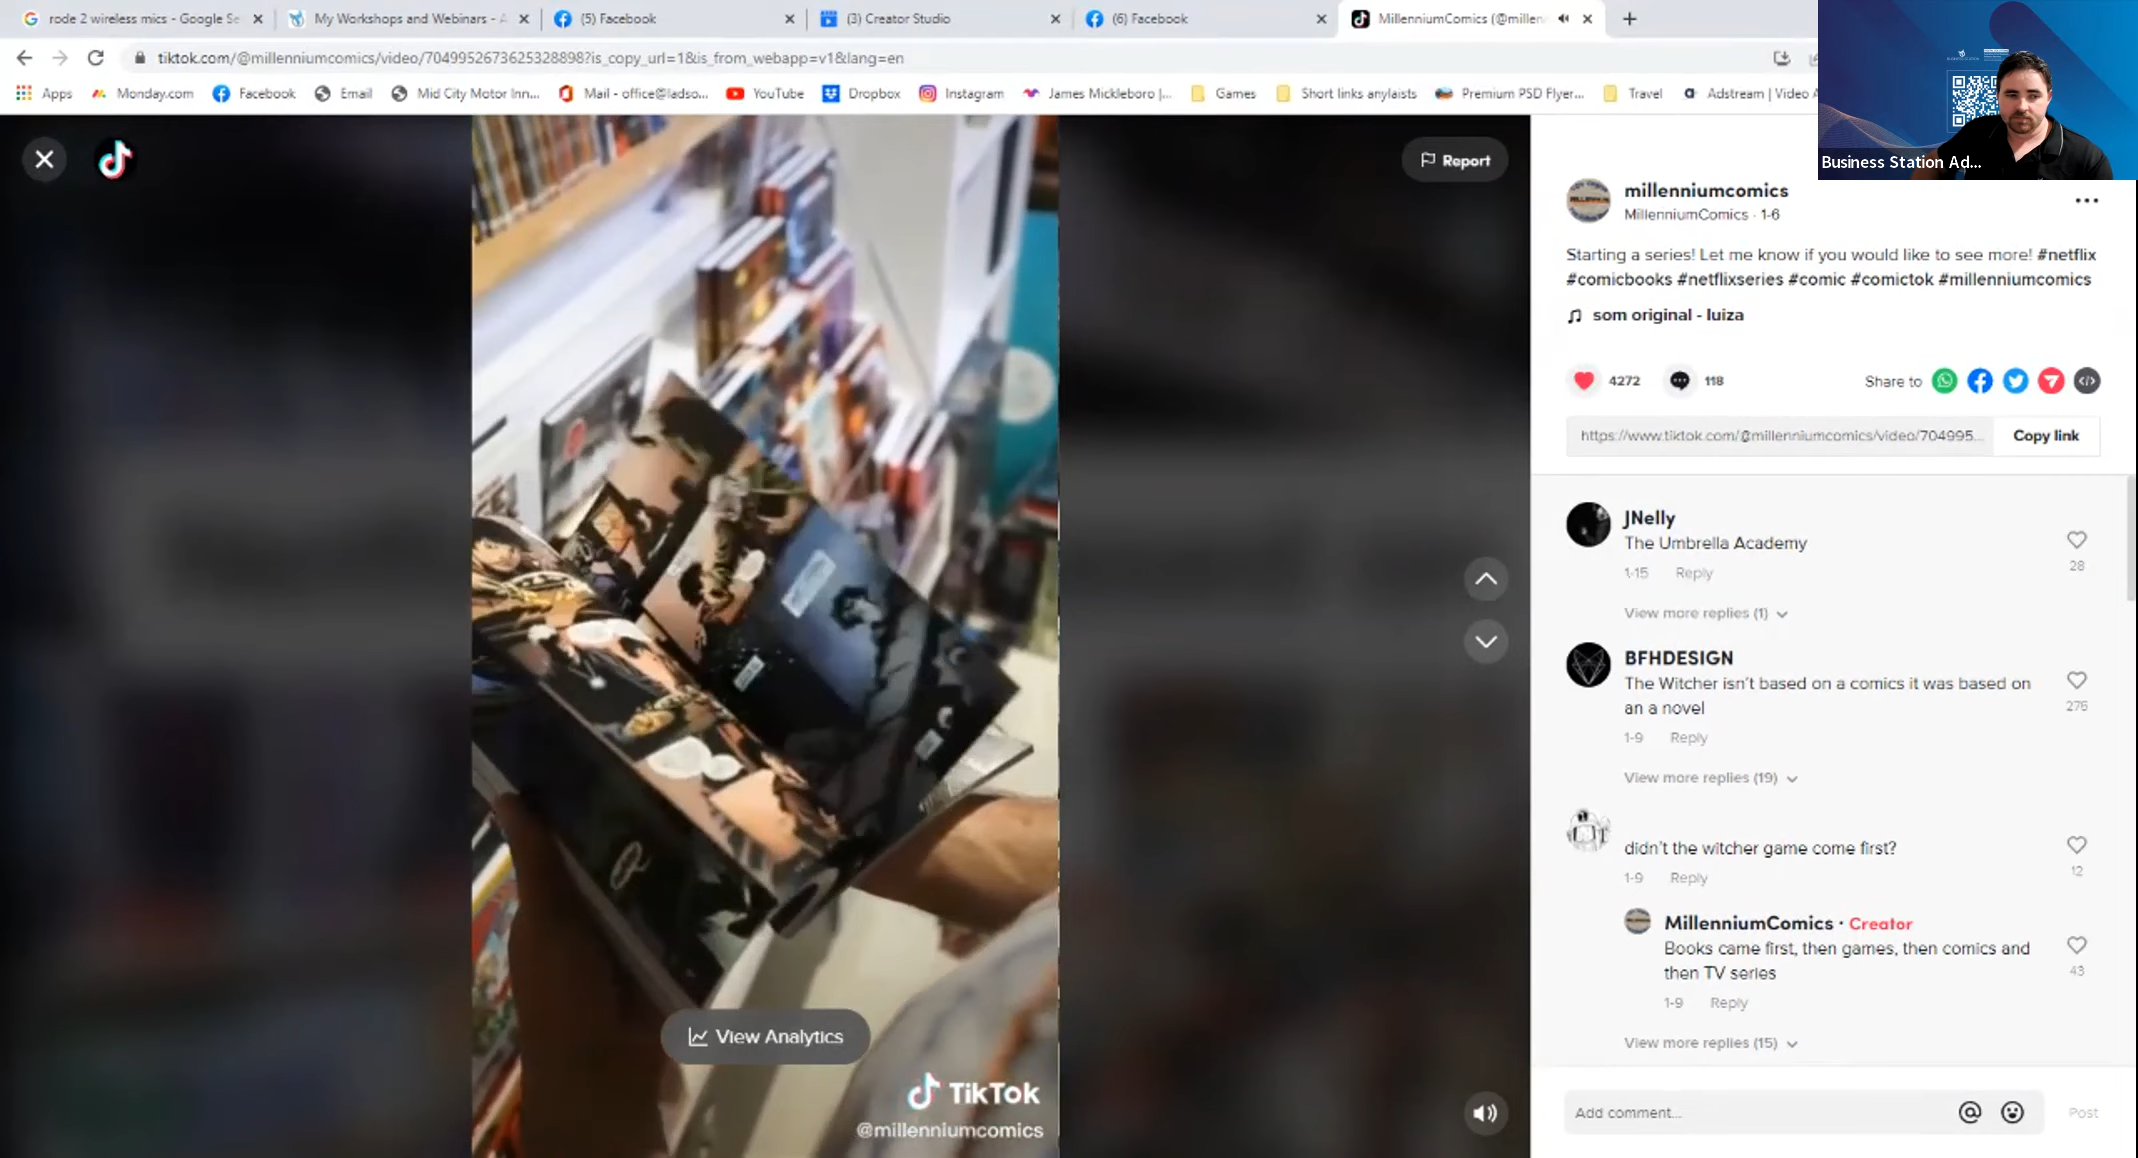 rode 2 wireless mics - Google Se
My Workshops and Webinars - A
(5) Facebook
(3) Creator Studio
(6) Facebook
MillenniumComics (@millen
tiktok.com/@millenniumcomics/video/7049952673625328898?is_copy_url=1&is_from_webapp=v1&lang=en
Apps
Monday.com
Facebook
Email
Mid City Motor Inn...
Mail - office@ladso...
YouTube
Dropbox
Instagram
James Mickleboro |...
Games
Short links anylaists
Premium PSD Flyer...
Travel
Adstream | Video A
Business Station Ad...
Report
millenniumcomics
MillenniumComics · 1-6
Starting a series! Let me know if you would like to see more! #netflix
#comicbooks #netflixseries #comic #comictok #millenniumcomics
som original - luiza
4272
118
Share to
https://www.tiktok.com/@millenniumcomics/video/704995...
Copy link
JNelly
The Umbrella Academy
28
1-15 Reply
View more replies (1)
BFHDESIGN
The Witcher isn't based on a comics it was based on
an a novel
276
1-9 Reply
View more replies (19)
didn't the witcher game come first?
12
1-9 Reply
MillenniumComics · Creator
Books came first, then games, then comics and
then TV series
43
1-9 Reply
View more replies (15)
Add comment...
Post
View Analytics
TikTok
@millenniumcomics